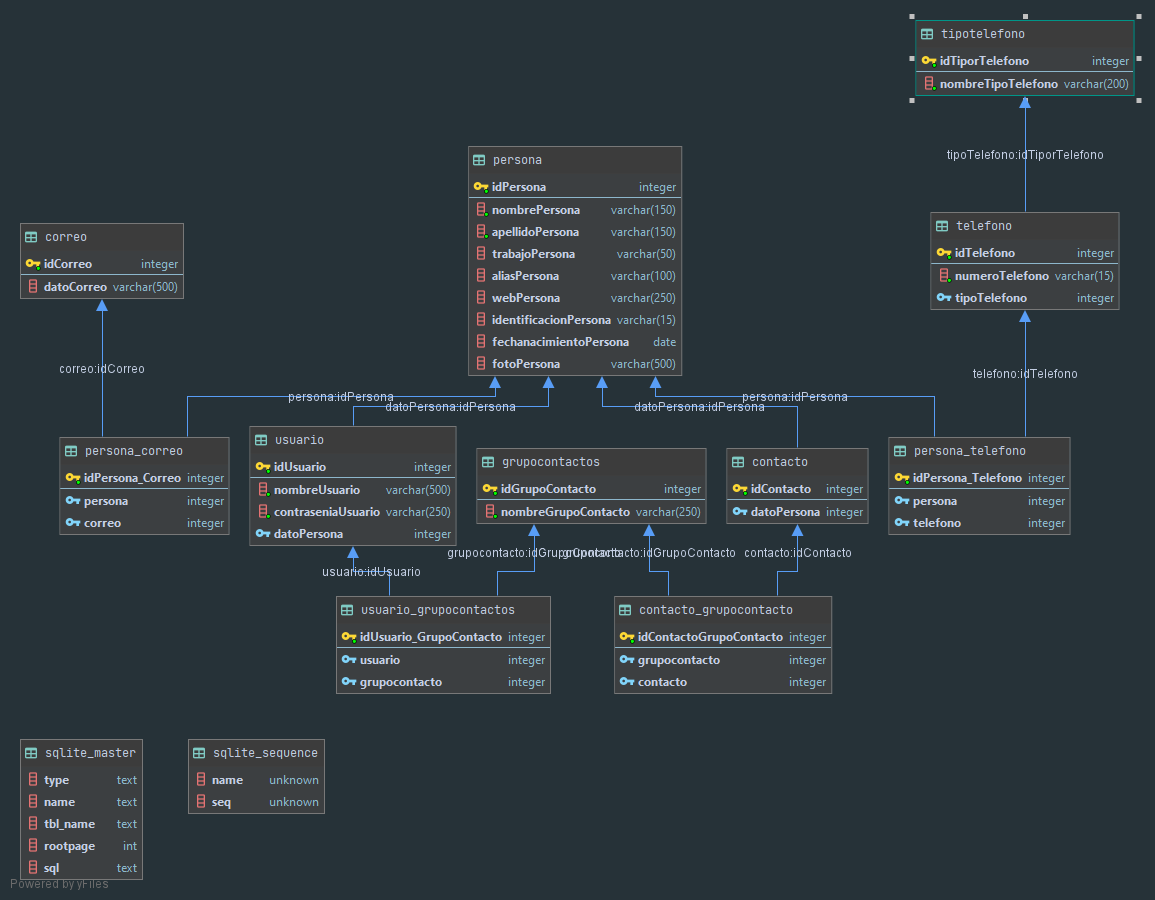 tipotelefono
idTiporTelefono integer
nombreTipoTelefono varchar(200)
tipoTelefono:idTiporTelefono
persona
idPersona integer
nombrePersona varchar(150)
apellidoPersona varchar(150)
trabajoPersona varchar(50)
aliasPersona varchar(100)
webPersona varchar(250)
identificacionPersona varchar(15)
fechanacimientoPersona date
fotoPersona varchar(500)
correo
idCorreo integer
datoCorreo varchar(500)
telefono
idTelefono integer
numeroTelefono varchar(15)
tipoTelefono integer
correo:idCorreo
telefono:idTelefono
persona:idPersona
datoPersona:idPersona
datoPersona:idPersona
persona:idPersona
persona_correo
idPersona_Correo integer
persona integer
correo integer
usuario
idUsuario integer
nombreUsuario varchar(500)
contraseniaUsuario varchar(250)
datoPersona integer
grupocontactos
idGrupoContacto integer
nombreGrupoContacto varchar(250)
contacto
idContacto integer
datoPersona integer
persona_telefono
idPersona_Telefono integer
persona integer
telefono integer
usuario:idUsuario
grupocontacto:idGrupoContacto
grupocontacto:idGrupoContacto
contacto:idContacto
usuario_grupocontactos
idUsuario_GrupoContacto integer
usuario integer
grupocontacto integer
contacto_grupocontacto
idContactoGrupoContacto integer
grupocontacto integer
contacto integer
sqlite_master
type text
name text
tbl_name text
rootpage int
sql text
sqlite_sequence
name unknown
seq unknown
Powered by yFiles